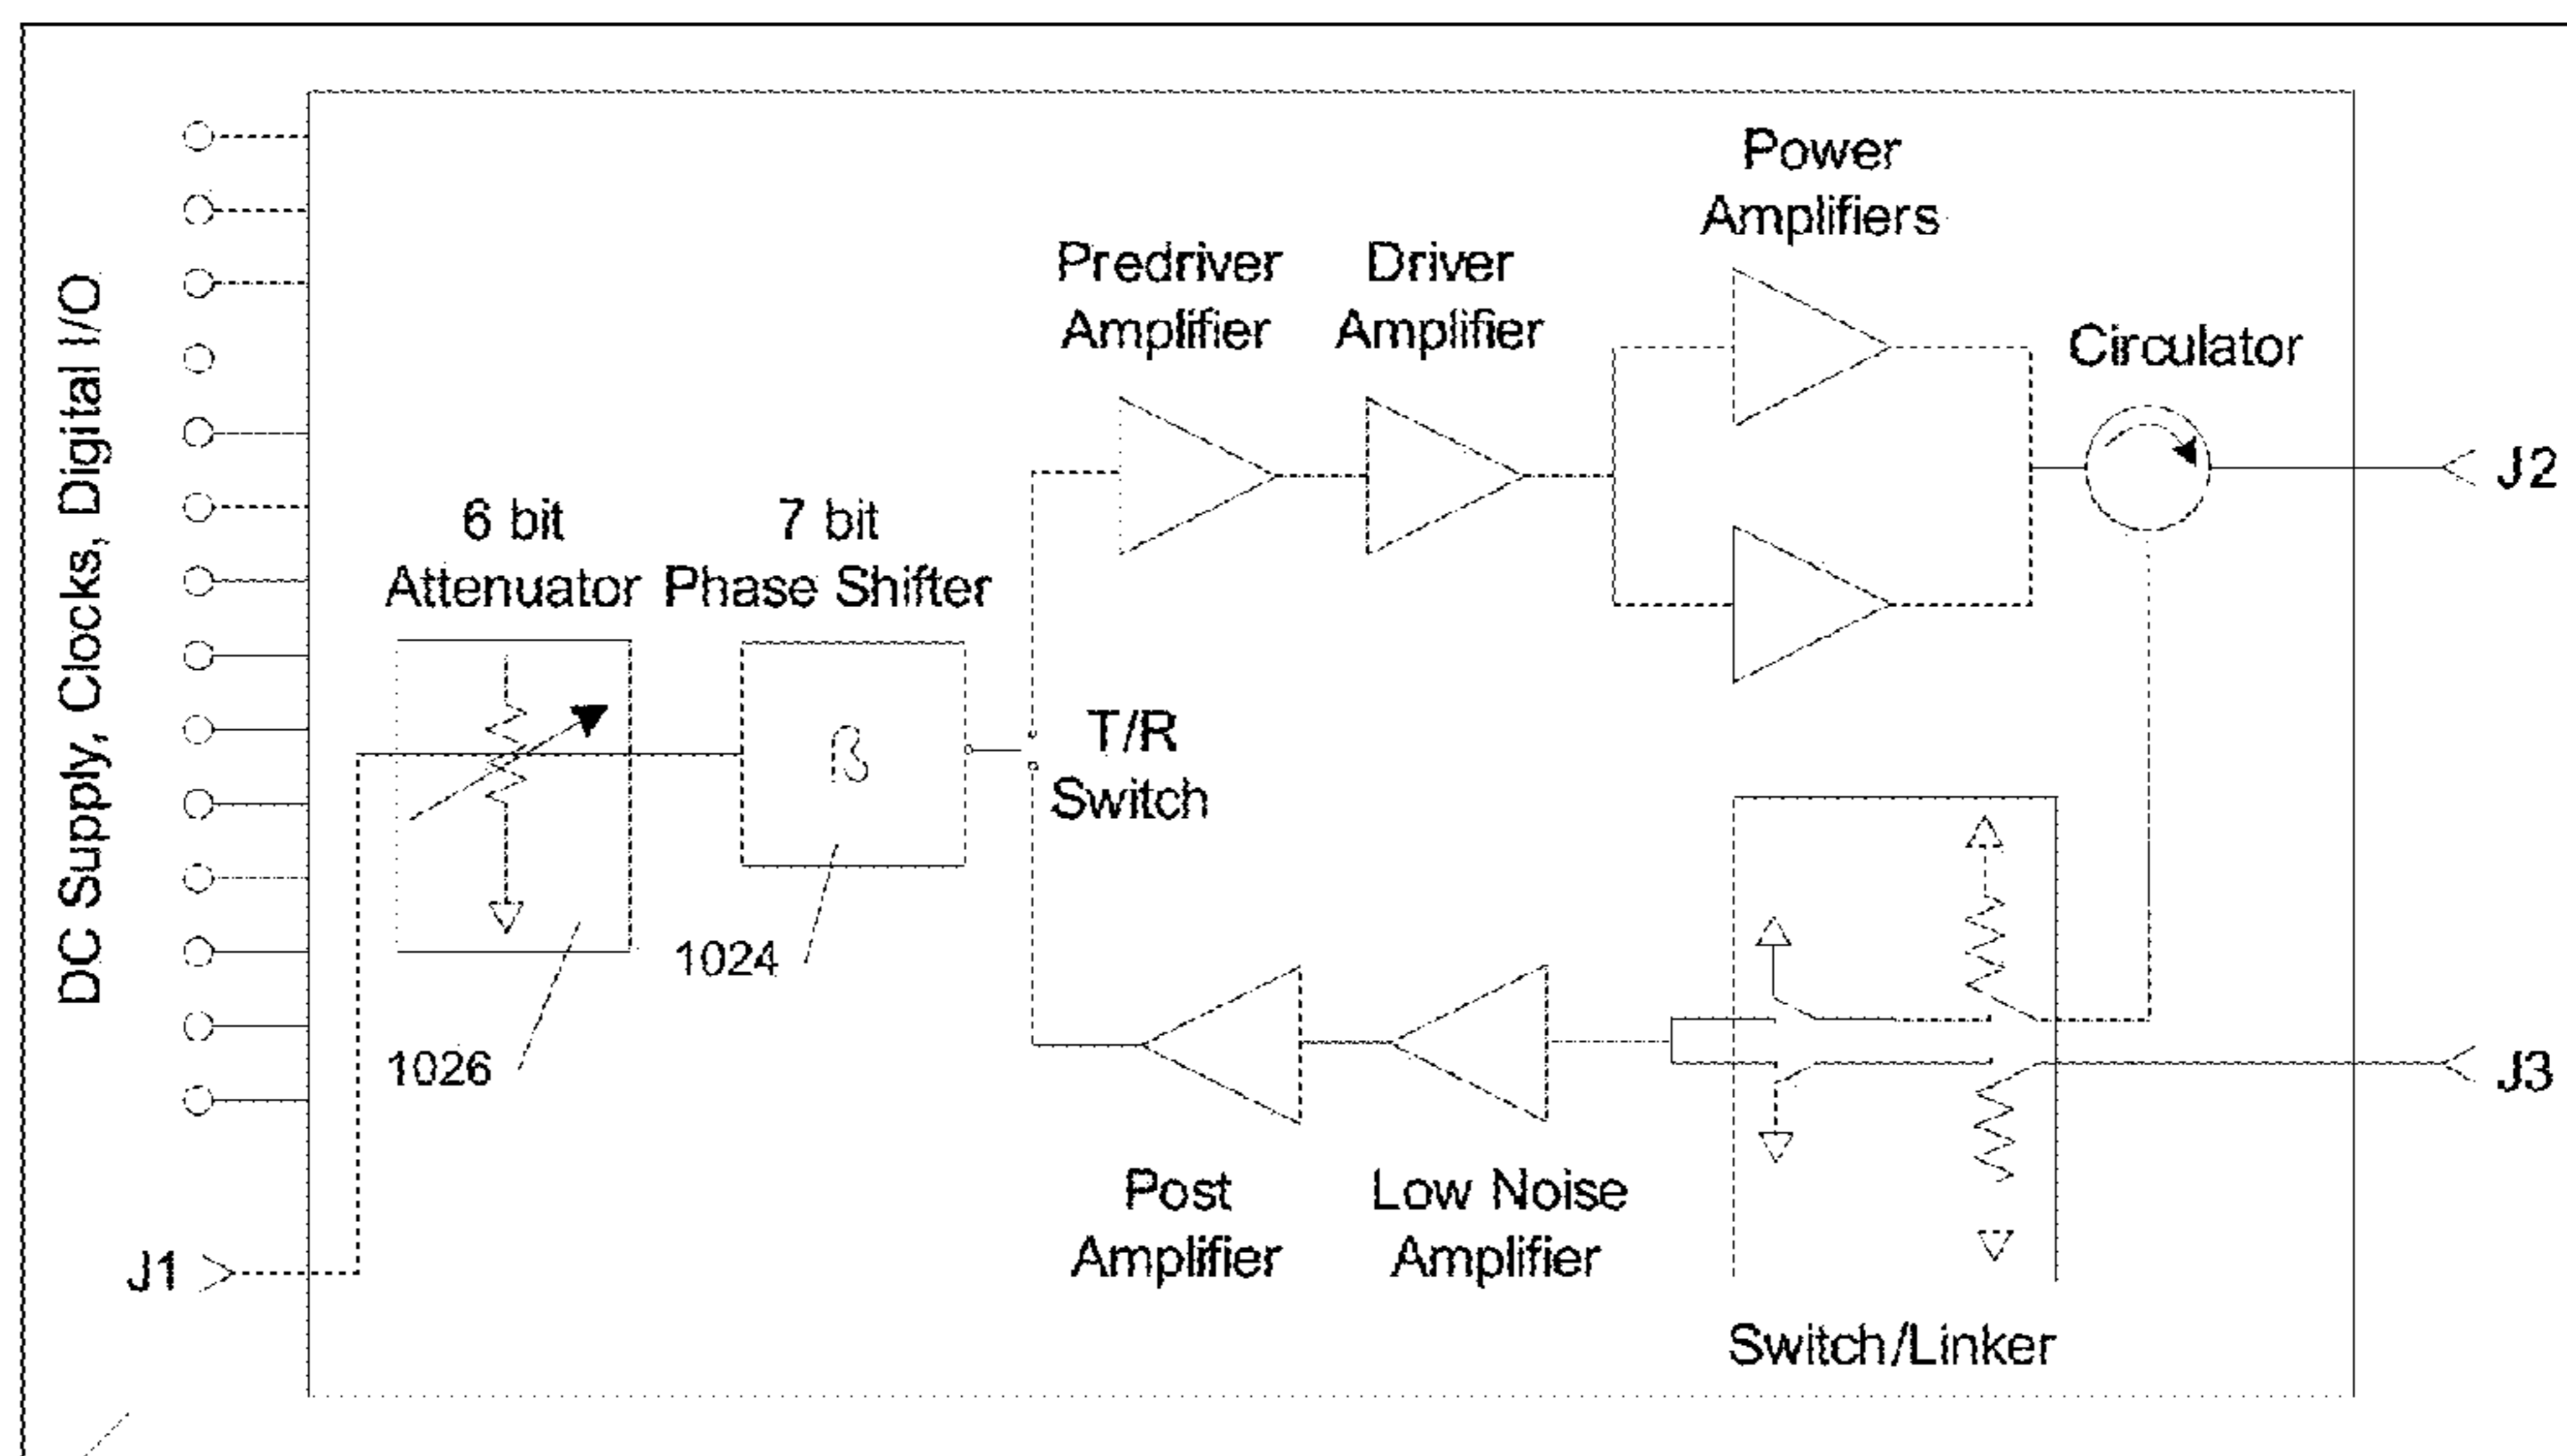 DC Supply, Clocks, Digital I/O
Power
Amplifiers
Predriver
Amplifier
Driver
Amplifier
Circulator
J2
6 bit
Attenuator
7 bit
Phase Shifter
ß
T/R
Switch
1024
1026
J3
Post
Amplifier
Low Noise
Amplifier
J1
Switch/Linker